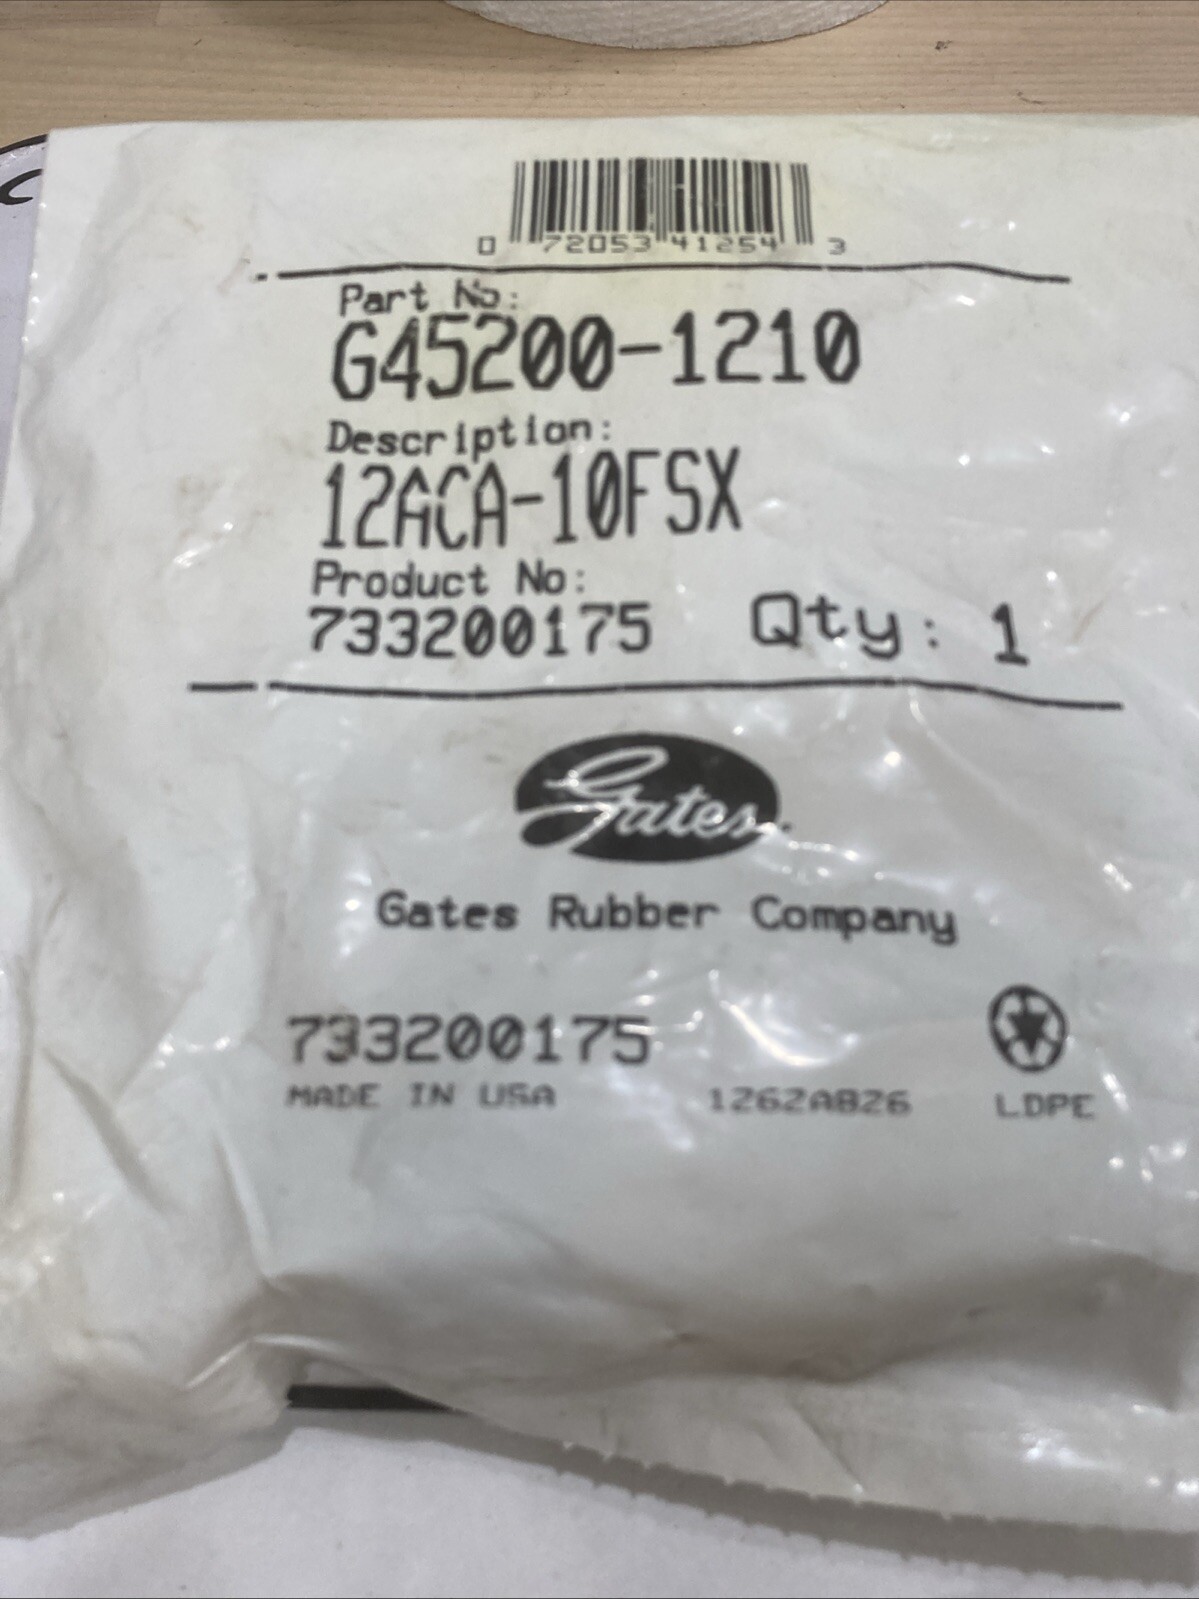 0 72053 41254 3
Part No:
G45200-1210
Description:
12ACA-10FSX
Product No:
733200175 Qty: 1
Gates
Gates Rubber Company
733200175
MADE IN USA 1262AB26 LDPE